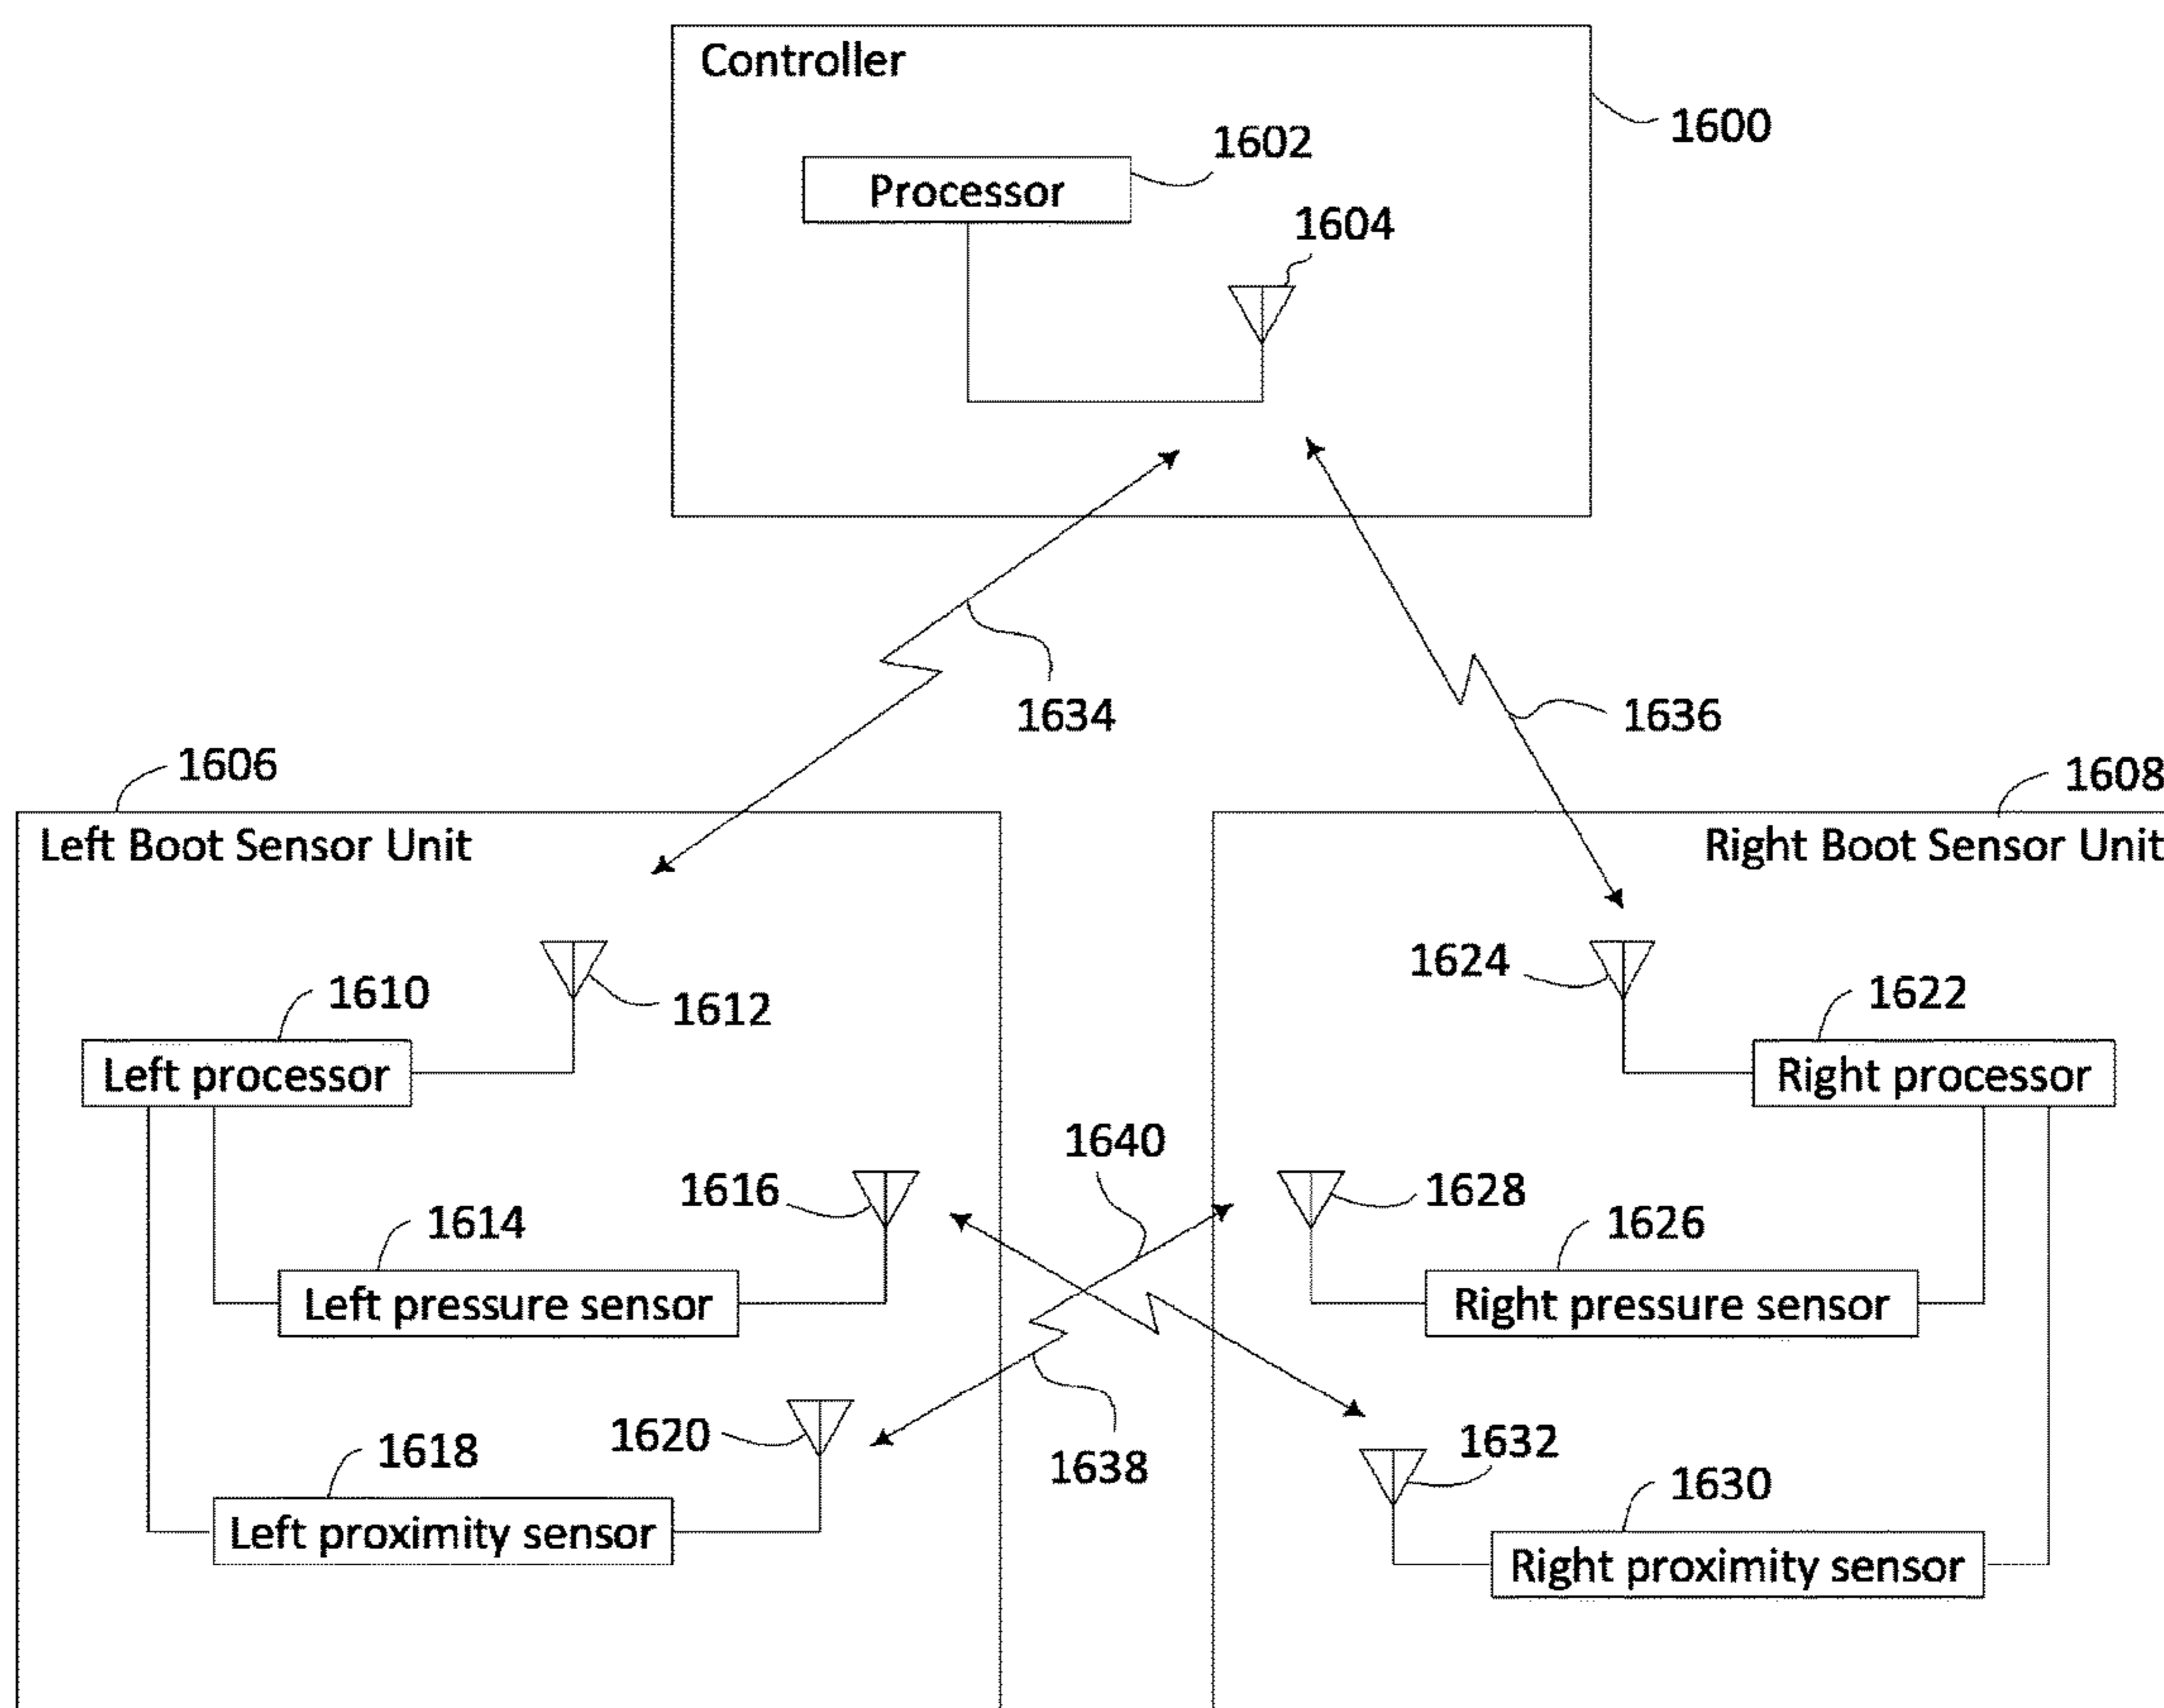 Controller
1600
1602
Processor
1604
1634
1636
1606
1608
Left Boot Sensor Unit
Right Boot Sensor Unit
1610
1612
1624
1622
Left processor
Right processor
1640
1616
1628
1614
1626
Left pressure sensor
Right pressure sensor
1620
1632
1618
1638
1630
Left proximity sensor
Right proximity sensor